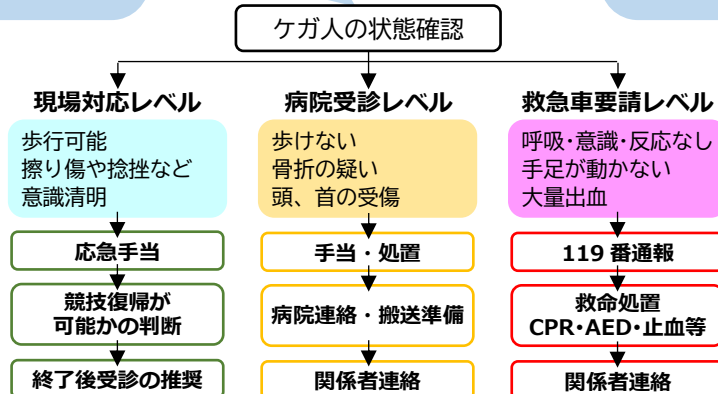 ケガ人の状態確認
現場対応レベル
歩行可能
擦り傷や捻挫など
意識清明
応急手当
競技復帰が
可能かの判断
終了後受診の推奨
病院受診レベル
歩けない
骨折の疑い
頭、首の受傷
手当・処置
病院連絡・搬送準備
関係者連絡
救急車要請レベル
呼吸・意識・反応なし
手足が動かない
大量出血
119 番通報
救命処置
CPR・AED・止血等
関係者連絡